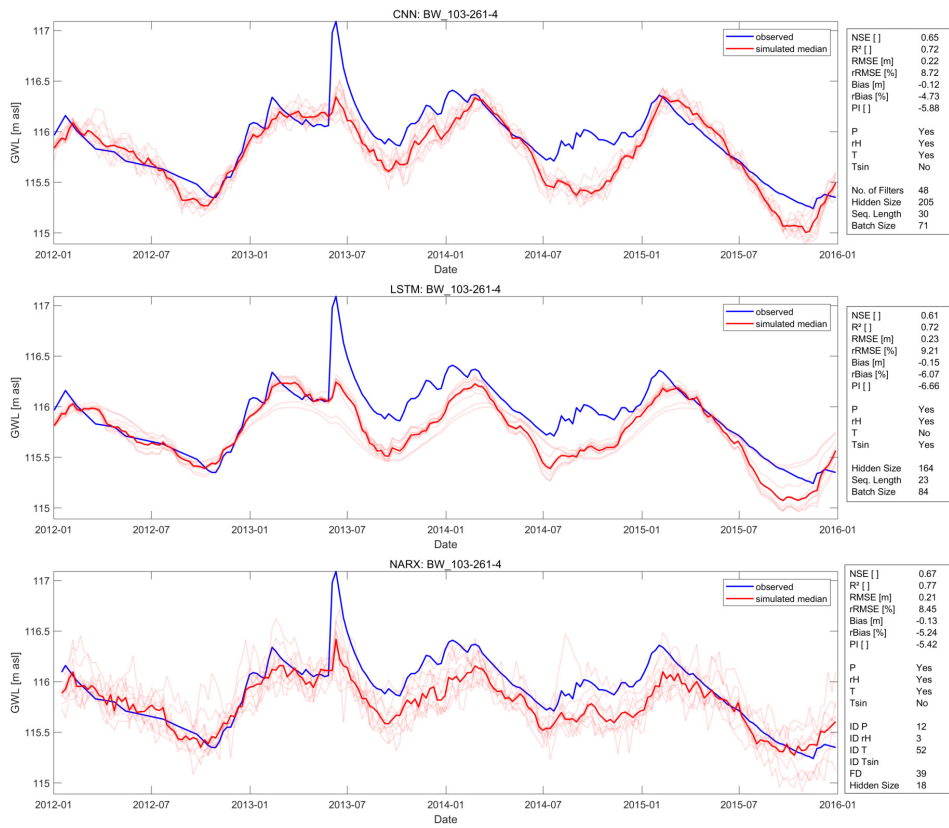 CNN: BW_103-261-4
117
116.5
116
115.5
115
GWL [m asl]
observed
simulated median
2012-01 2012-07 2013-01 2013-07 2014-01 2014-07 2015-01 2015-07 2016-01
Date
NSE [ ] 0.65
R² [ ] 0.72
RMSE [m] 0.22
rRMSE [%] 8.72
Bias [m] -0.12
rBias [%] -4.73
PI [ ] -5.88
P Yes
rH Yes
T Yes
Tsin No
No. of Filters 48
Hidden Size 205
Seq. Length 30
Batch Size 71
LSTM: BW_103-261-4
117
116.5
116
115.5
115
GWL [m asl]
observed
simulated median
2012-01 2012-07 2013-01 2013-07 2014-01 2014-07 2015-01 2015-07 2016-01
Date
NSE [ ] 0.61
R² [ ] 0.72
RMSE [m] 0.23
rRMSE [%] 9.21
Bias [m] -0.15
rBias [%] -6.07
PI [ ] -6.66
P Yes
rH Yes
T No
Tsin Yes
Hidden Size 164
Seq. Length 23
Batch Size 84
NARX: BW_103-261-4
117
116.5
116
115.5
115
GWL [m asl]
observed
simulated median
2012-01 2012-07 2013-01 2013-07 2014-01 2014-07 2015-01 2015-07 2016-01
Date
NSE [ ] 0.67
R² [ ] 0.77
RMSE [m] 0.21
rRMSE [%] 8.45
Bias [m] -0.13
rBias [%] -5.24
PI [ ] -5.42
P Yes
rH Yes
T Yes
Tsin No
ID P 12
ID rH 3
ID T 52
ID Tsin
FD 39
Hidden Size 18